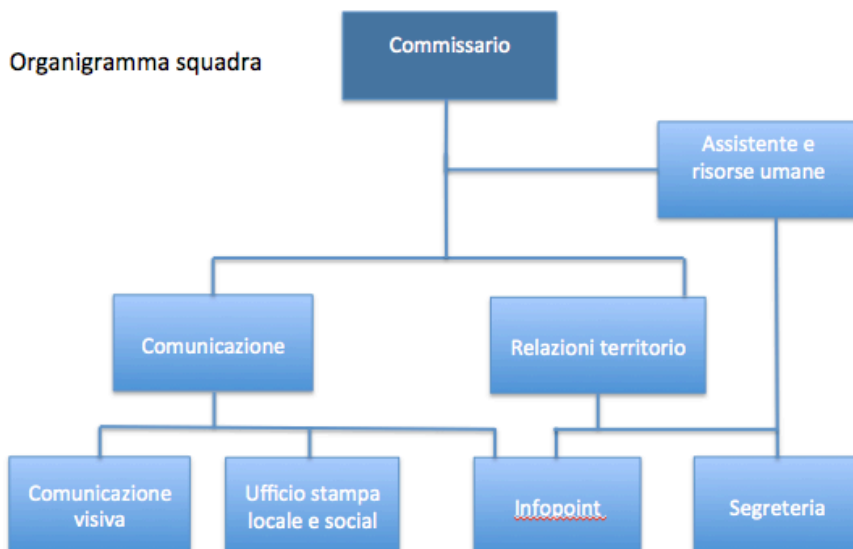 Commissario
Organigramma squadra
Assistente e
risorse umane
Comunicazione
Relazioni territorio
Comunicazione
visiva
Ufficio stampa
locale e social
Infopoint
Segreteria